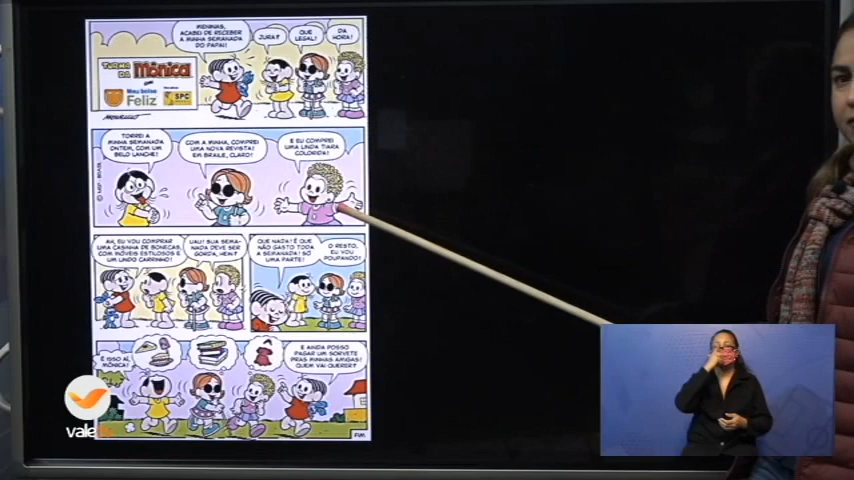 MENINAS,
ACABEI DE RECEBER
A MINHA SEMANADA
DO PAPAI!
JURA?
QUE
LEGAL!
DA
HORA!
TURMA
DA MÔNICA
em
Meu bolso
Feliz
SPC
MAURICIO
TORREI A
MINHA SEMANADA
ONTEM, COM UM
BELO LANCHE!
COM A MINHA, COMPREI
UMA NOVA REVISTA!
EM BRAILE, CLARO!
E EU COMPREI
UMA LINDA TIARA
COLORIDA!
AH, EU VOU COMPRAR
UMA CASINHA DE BONECAS,
COM MÓVEIS ESTILOSOS E
UM LINDO CARRINHO!
UAU! SUA SEMA-
NADA DEVE SER
GORDA, HEIN?
QUE NADA! É QUE
NÃO GASTO TODA
A SEMANADA! SÓ
UMA PARTE!
O RESTO,
EU VOU
POUPANDO!
É ISSO AÍ,
MÔNICA!
E AINDA POSSO
PAGAR UM SORVETE
PRAS MINHAS AMIGAS!
QUEM VAI QUERER?
FIM
vale